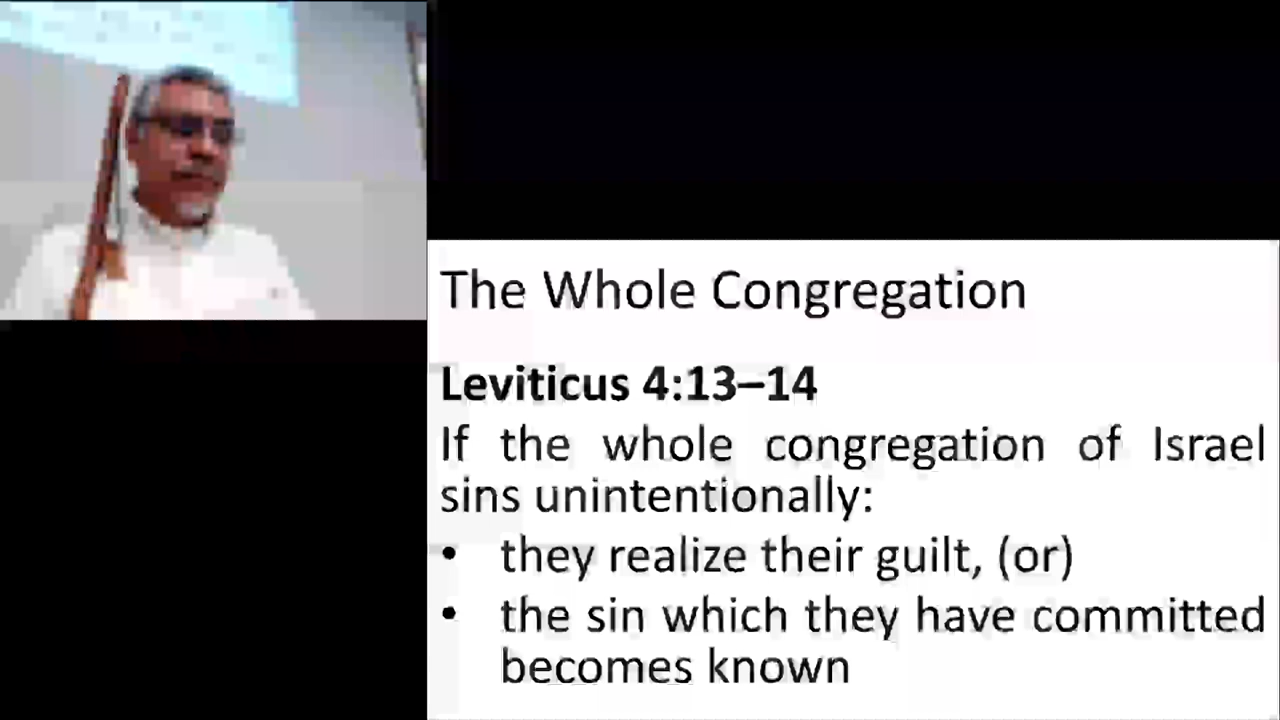 The Whole Congregation
Leviticus 4:13–14
If the whole congregation of Israel
sins unintentionally:
• they realize their guilt, (or)
• the sin which they have committed
becomes known